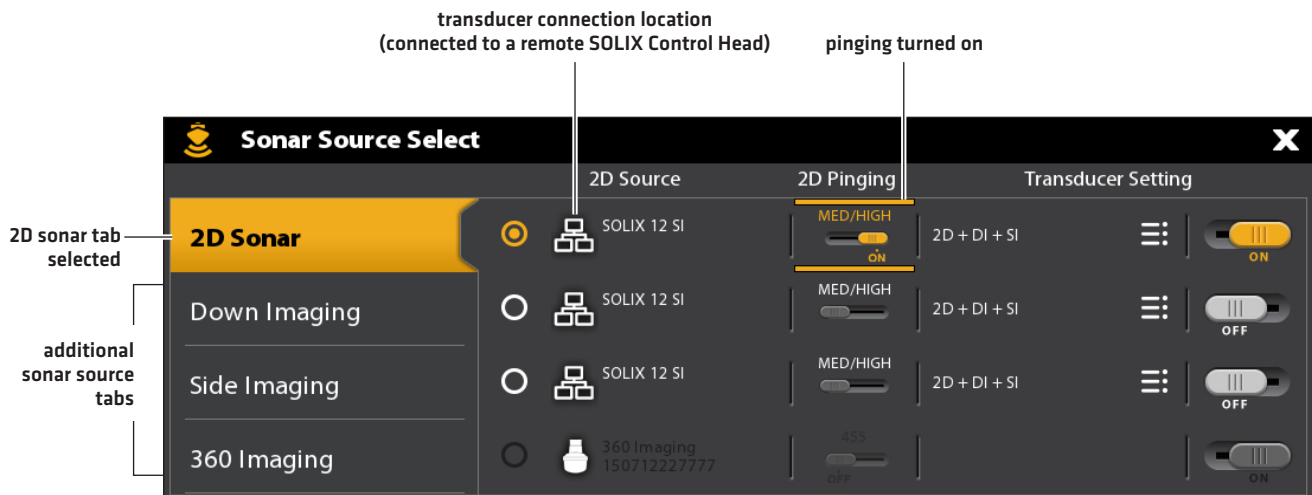 transducer connection location
(connected to a remote SOLIX Control Head)
pinging turned on
Sonar Source Select
X
2D Source
2D Pinging
Transducer Setting
2D sonar tab
selected
2D Sonar
SOLIX 12 SI
MED/HIGH
ON
2D + DI + SI
ON
additional
sonar source
tabs
Down Imaging
SOLIX 12 SI
MED/HIGH
2D + DI + SI
OFF
Side Imaging
SOLIX 12 SI
MED/HIGH
2D + DI + SI
OFF
360 Imaging
360 Imaging
150712227777
455
OFF
ON